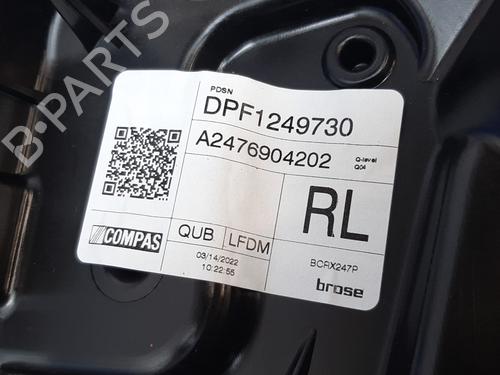 PDSN
DPF1249730
A2476904202
Q-level
Q04
RL
COMPAS
QUB
LFDM
03/14/2022
10:22:55
BCRX247P
brose
B-Parts